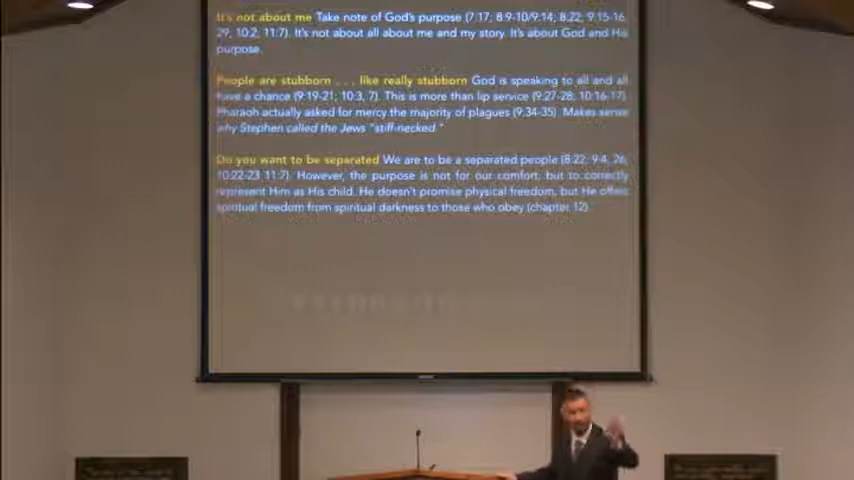 It's not about me Take note of God's purpose (7:17; 8:9-10/9:14; 8:22; 9:15-16,
29; 10:2; 11:7). It's not about all about me and my story. It's about God and His
purpose.
People are stubborn . . . like really stubborn God is speaking to all and all
have a chance (9:19-21; 10:3, 7). This is more than lip service (9:27-28; 10:16-17).
Pharaoh actually asked for mercy the majority of plagues (9:34-35). Makes sense
why Stephen called the Jews "stiff-necked."
Do you want to be separated We are to be a separated people (8:22; 9:4, 26;
10:22-23 11:7). However, the purpose is not for our comfort, but to correctly
represent Him as His child. He doesn't promise physical freedom, but He offers
spiritual freedom from spiritual darkness to those who obey (chapter 12).